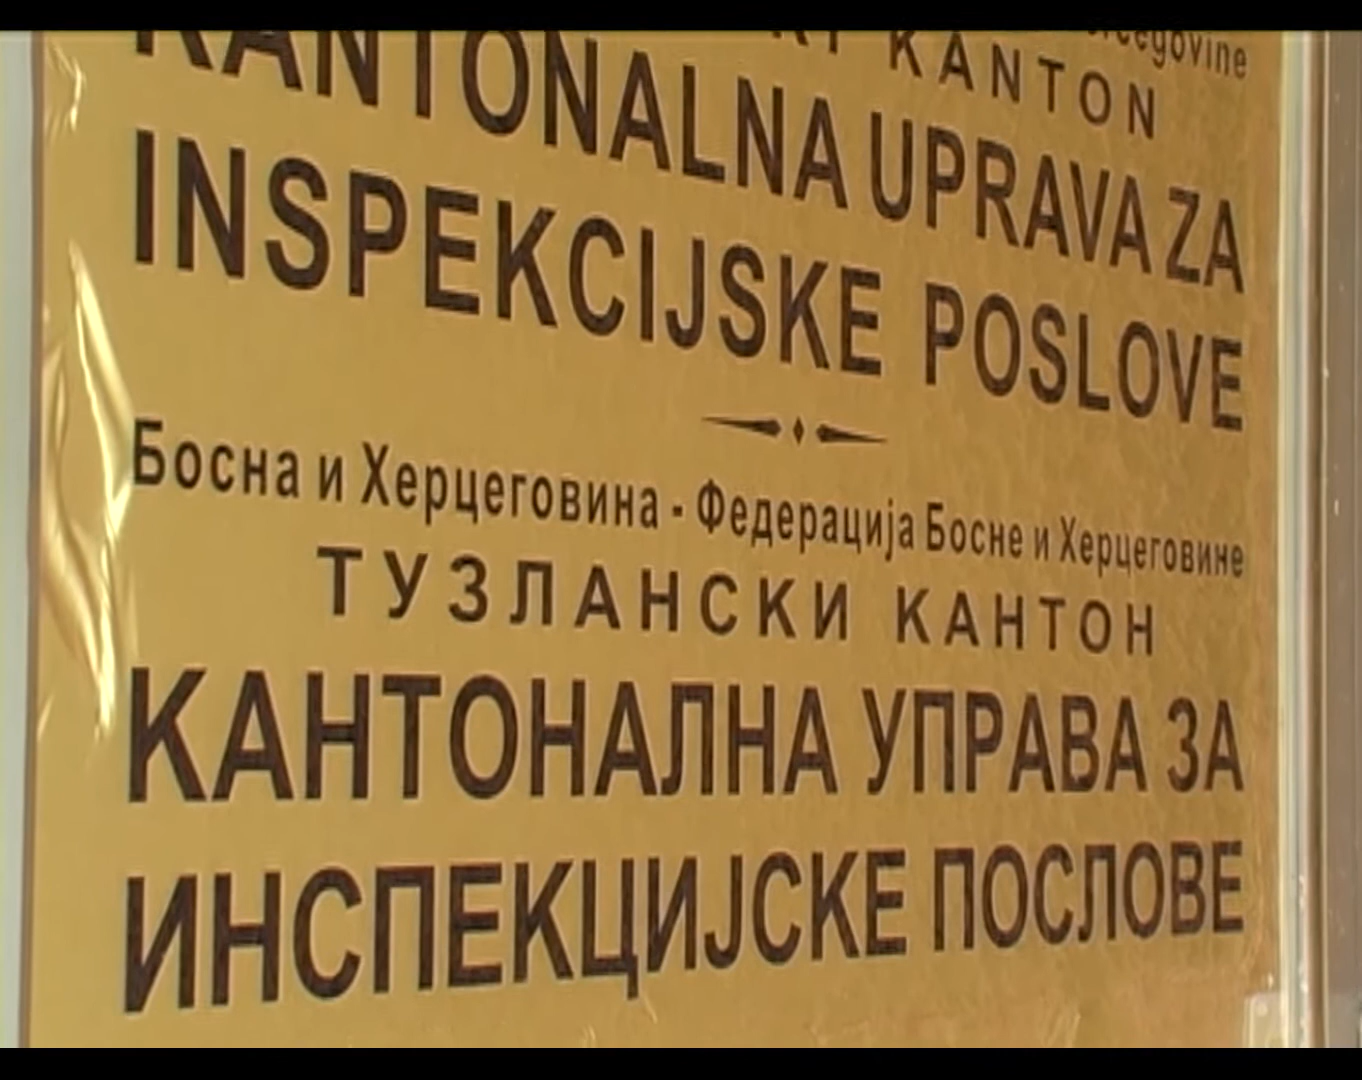 KANTON
KANTONALNA UPRAVA ZA
INSPEKCIJSKE POSLOVE
Босна и Херцеговина - Федерација Босне и Херцеговине
ТУЗЛАНСКИ КАНТОН
КАНТОНАЛНА УПРАВА ЗА
ИНСПЕКЦИЈСКЕ ПОСЛОВЕ